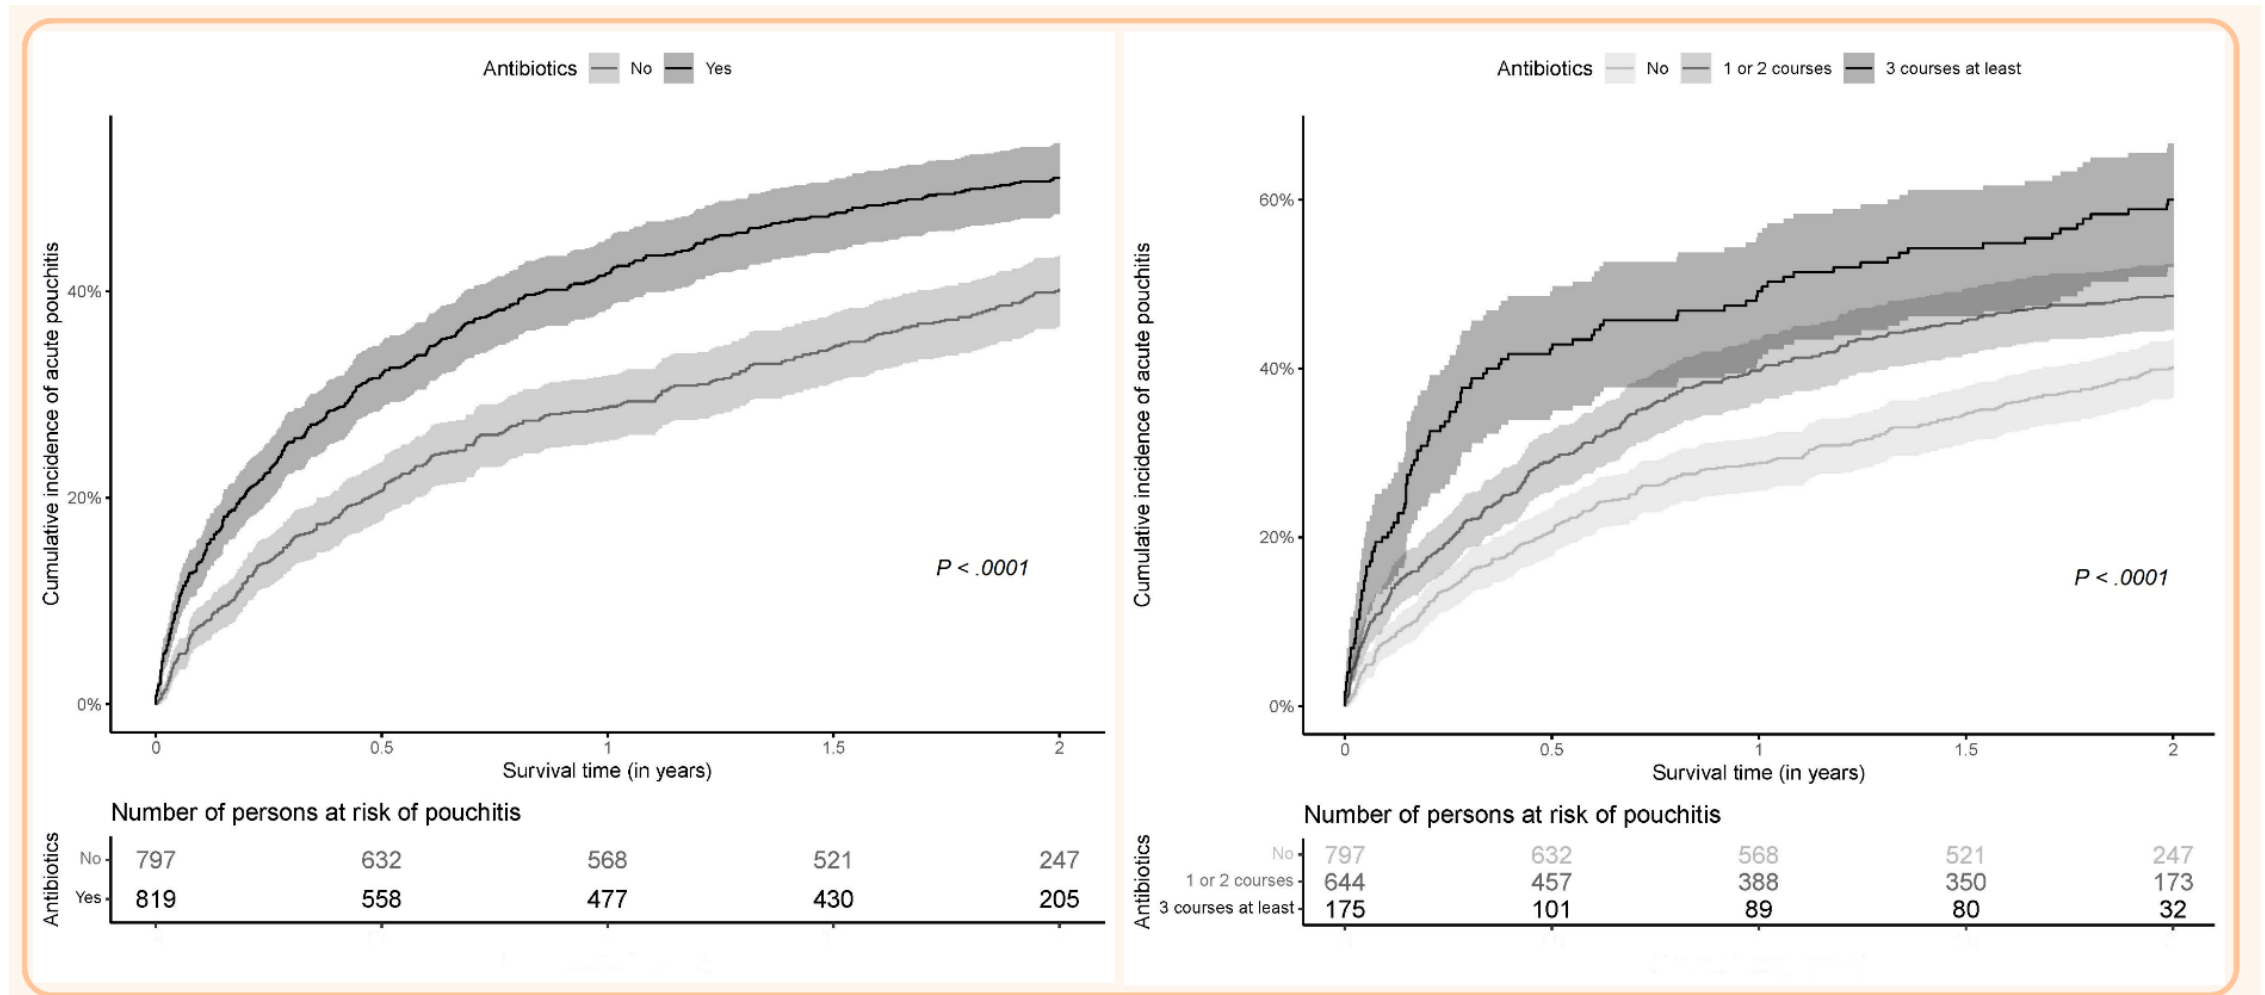 Antibiotics No Yes
Cumulative incidence of acute pouchitis
40%
20%
0%
0 0.5 1 1.5 2
Survival time (in years)
P < .0001
Number of persons at risk of pouchitis
Antibiotics
No 797 632 568 521 247
Yes 819 558 477 430 205
Antibiotics No 1 or 2 courses 3 courses at least
Cumulative incidence of acute pouchitis
60%
40%
20%
0%
0 0.5 1 1.5 2
Survival time (in years)
P < .0001
Number of persons at risk of pouchitis
Antibiotics
No 797 632 568 521 247
1 or 2 courses 644 457 388 350 173
3 courses at least 175 101 89 80 32